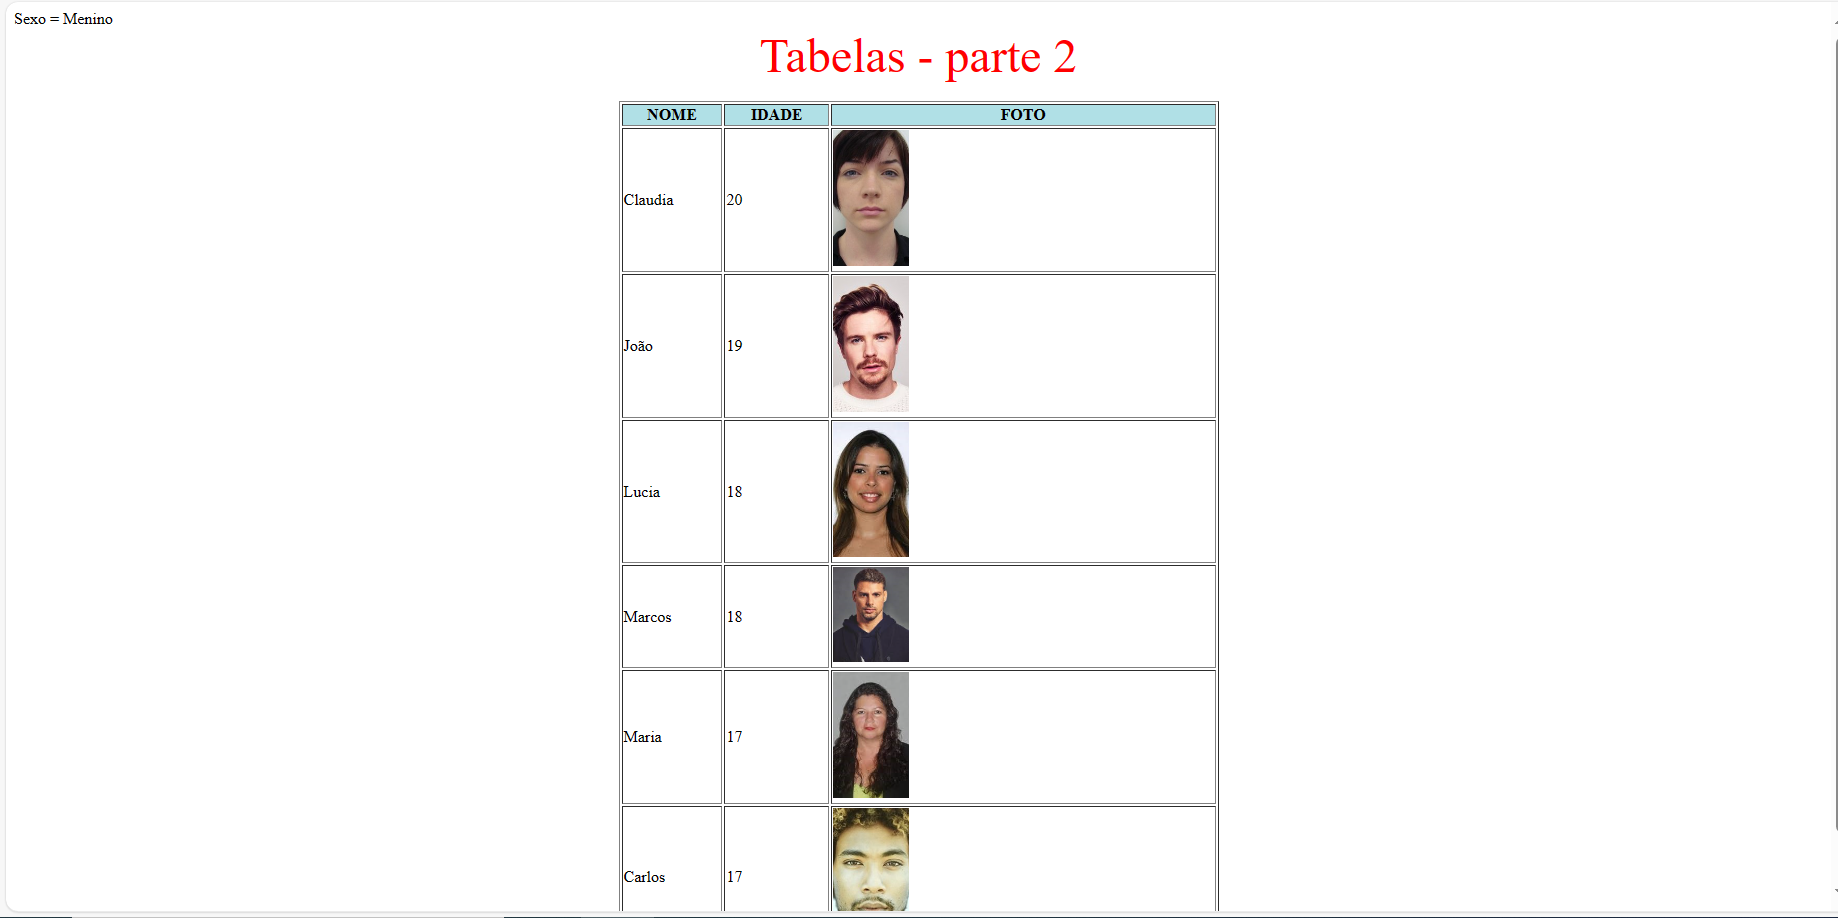 Sexo = Menino
Tabelas - parte 2
NOME IDADE FOTO
Claudia 20
João 19
Lucia 18
Marcos 18
Maria 17
Carlos 17